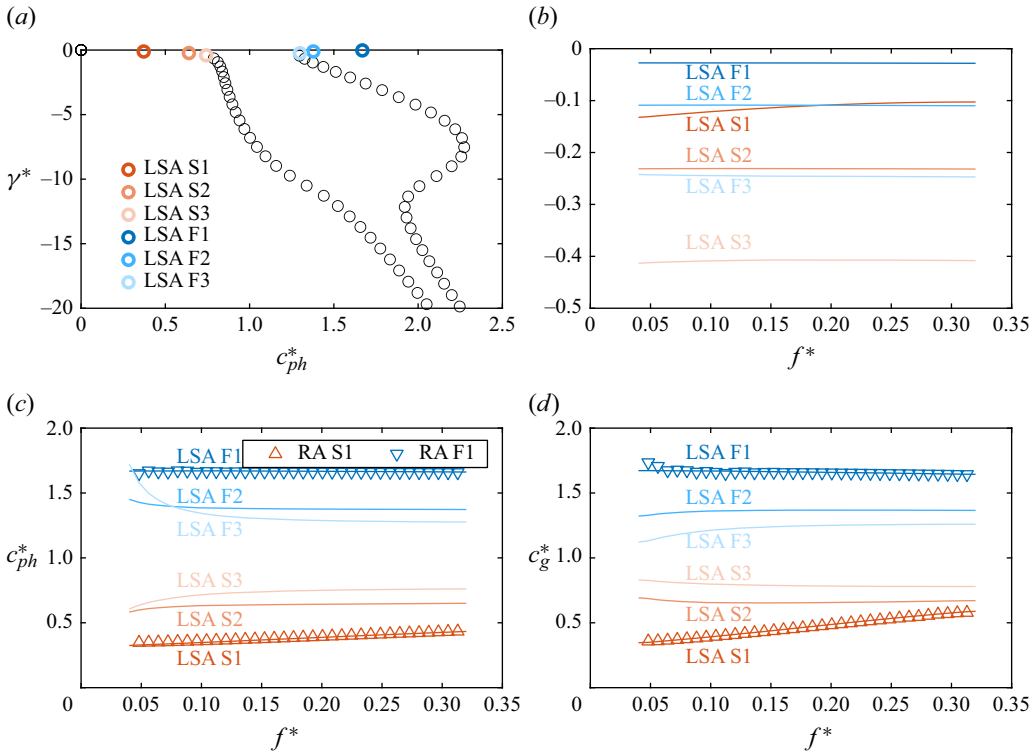 (a)
0
−5
−10
−15
−20
γ*
LSA S1
LSA S2
LSA S3
LSA F1
LSA F2
LSA F3
0 0.5 1.0 1.5 2.0 2.5
c*ph
(b)
0
−0.1
−0.2
−0.3
−0.4
−0.5
LSA F1
LSA F2
LSA S1
LSA S2
LSA F3
LSA S3
0 0.05 0.10 0.15 0.20 0.25 0.30 0.35
f*
(c)
2.0
1.5
1.0
0.5
0
c*ph
RA S1 RA F1
LSA F1
LSA F2
LSA F3
LSA S3
LSA S2
LSA S1
0.05 0.10 0.15 0.20 0.25 0.30 0.35
f*
(d)
2.0
1.5
1.0
0.5
0
c*g
LSA F1
LSA F2
LSA F3
LSA S3
LSA S2
LSA S1
0.05 0.10 0.15 0.20 0.25 0.30 0.35
f*